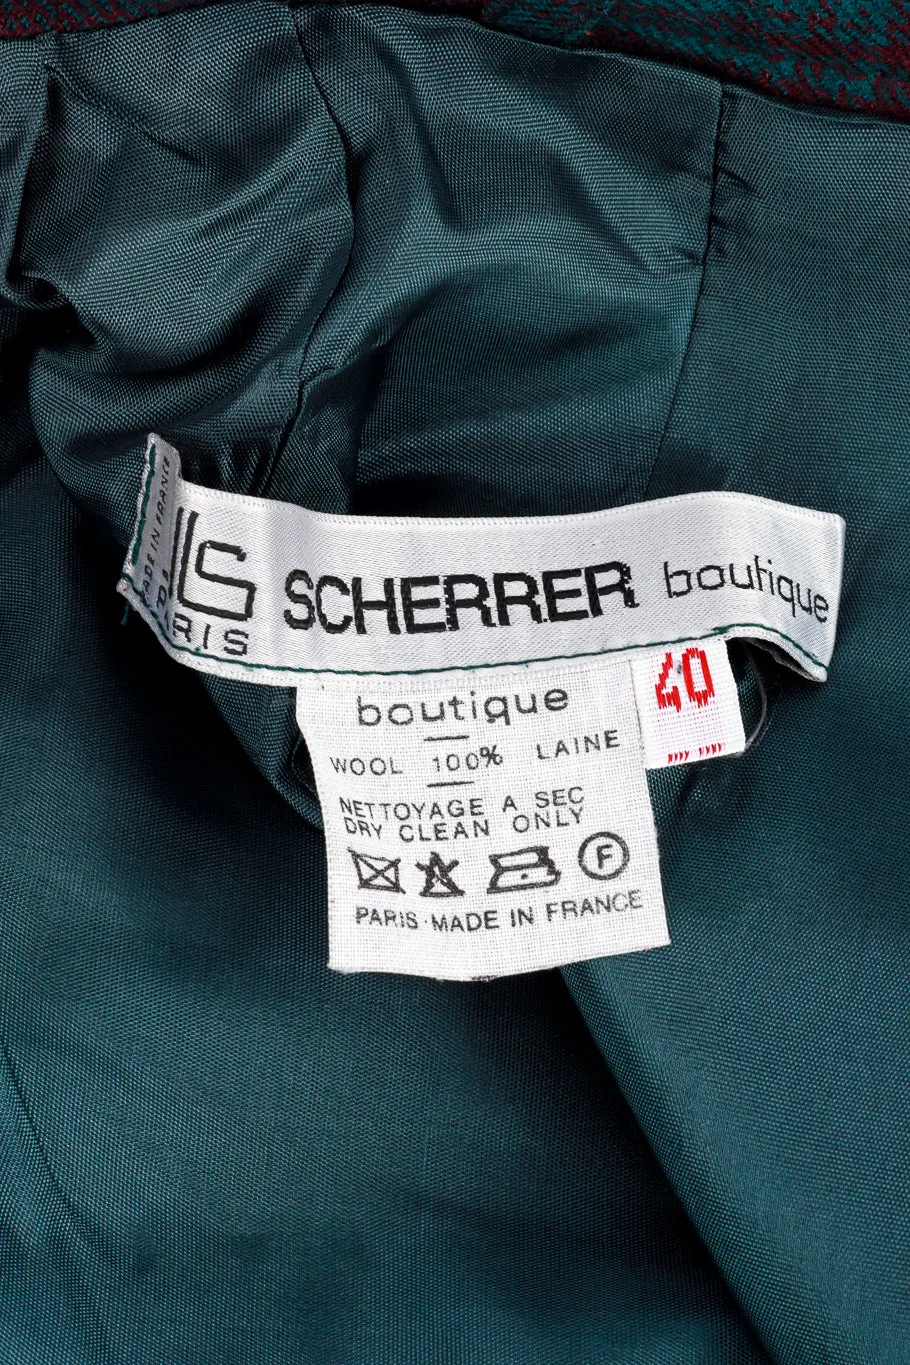 MADE IN FRANCE
JLS SCHERRER boutique
PARIS
40
boutique
WOOL 100% LAINE
NETTOYAGE A SEC
DRY CLEAN ONLY
F
PARIS·MADE IN FRANCE